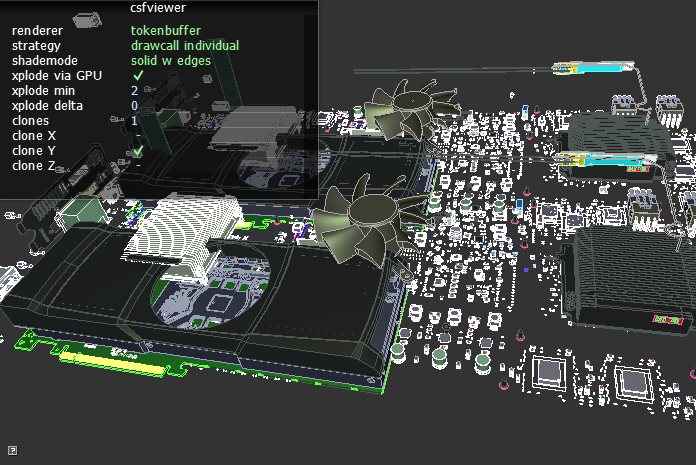 csfviewer
renderer tokenbuffer
strategy drawcall individual
shademode solid w edges
xplode via GPU ✓
xplode min 2
xplode delta 0
clones 1
clone X -
clone Y ✓
clone Z -
?